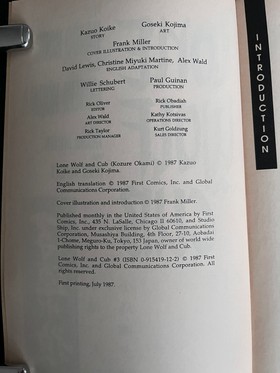 Kazuo Koike
STORY
Goseki Kojima
ART
Frank Miller
COVER ILLUSTRATION & INTRODUCTION
David Lewis, Christine Miyuki Martine, Alex Wald
ENGLISH ADAPTATION
Willie Schubert
LETTERING
Paul Guinan
PRODUCTION
Rick Oliver
EDITOR
Rick Obadiah
PUBLISHER
Alex Wald
ART DIRECTOR
Kathy Kotsivas
OPERATIONS DIRECTOR
Rick Taylor
PRODUCTION MANAGER
Kurt Goldzung
SALES DIRECTOR
Lone Wolf and Cub (Kozure Okami) © 1987 Kazuo
Koike and Goseki Kojima.
English translation © 1987 First Comics, Inc. and Global
Communications Corporation.
Cover illustration and introduction © 1987 Frank Miller.
Published monthly in the United States of America by First
Comics, Inc., 435 N. LaSalle, Chicago Il 60610, and Studio
Ship, Inc. under exclusive license by Global Communications
Corporation, Musashiya Building, 4th Floor, 27-10, Aobadai
1-Chome, Meguro-Ku, Tokyo, 153 Japan, owner of world wide
publishing rights to the property Lone Wolf and Cub.
Lone Wolf and Cub #3 (ISBN 0-915419-12-2) © 1987 First
Comics, Inc. and Global Communications Corporation. All
rights reserved.
First printing, July 1987.
INTRODUCTION